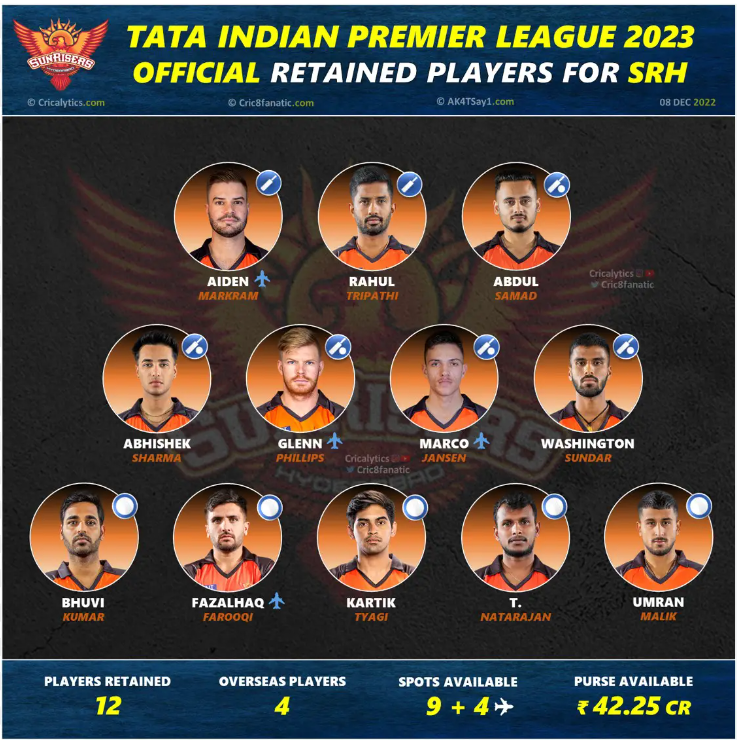 TATA INDIAN PREMIER LEAGUE 2023
SUNRISERS
OFFICIAL RETAINED PLAYERS FOR SRH
© Cricalytics.com
© Cric8fanatic.com
© AK4TSay1.com
08 DEC 2022
Cricalytics
Cric8fanatic
AIDEN
MARKRAM
RAHUL
TRIPATHI
ABDUL
SAMAD
ABHISHEK
SHARMA
GLENN
PHILLIPS
MARCO
JANSEN
WASHINGTON
SUNDAR
Cricalytics
Cric8fanatic
SUNRISERS
HYDERABAD
BHUVI
KUMAR
FAZALHAQ
FAROOQI
KARTIK
TYAGI
T.
NATARAJAN
UMRAN
MALIK
PLAYERS RETAINED
12
OVERSEAS PLAYERS
4
SPOTS AVAILABLE
9 + 4
PURSE AVAILABLE
₹ 42.25 CR